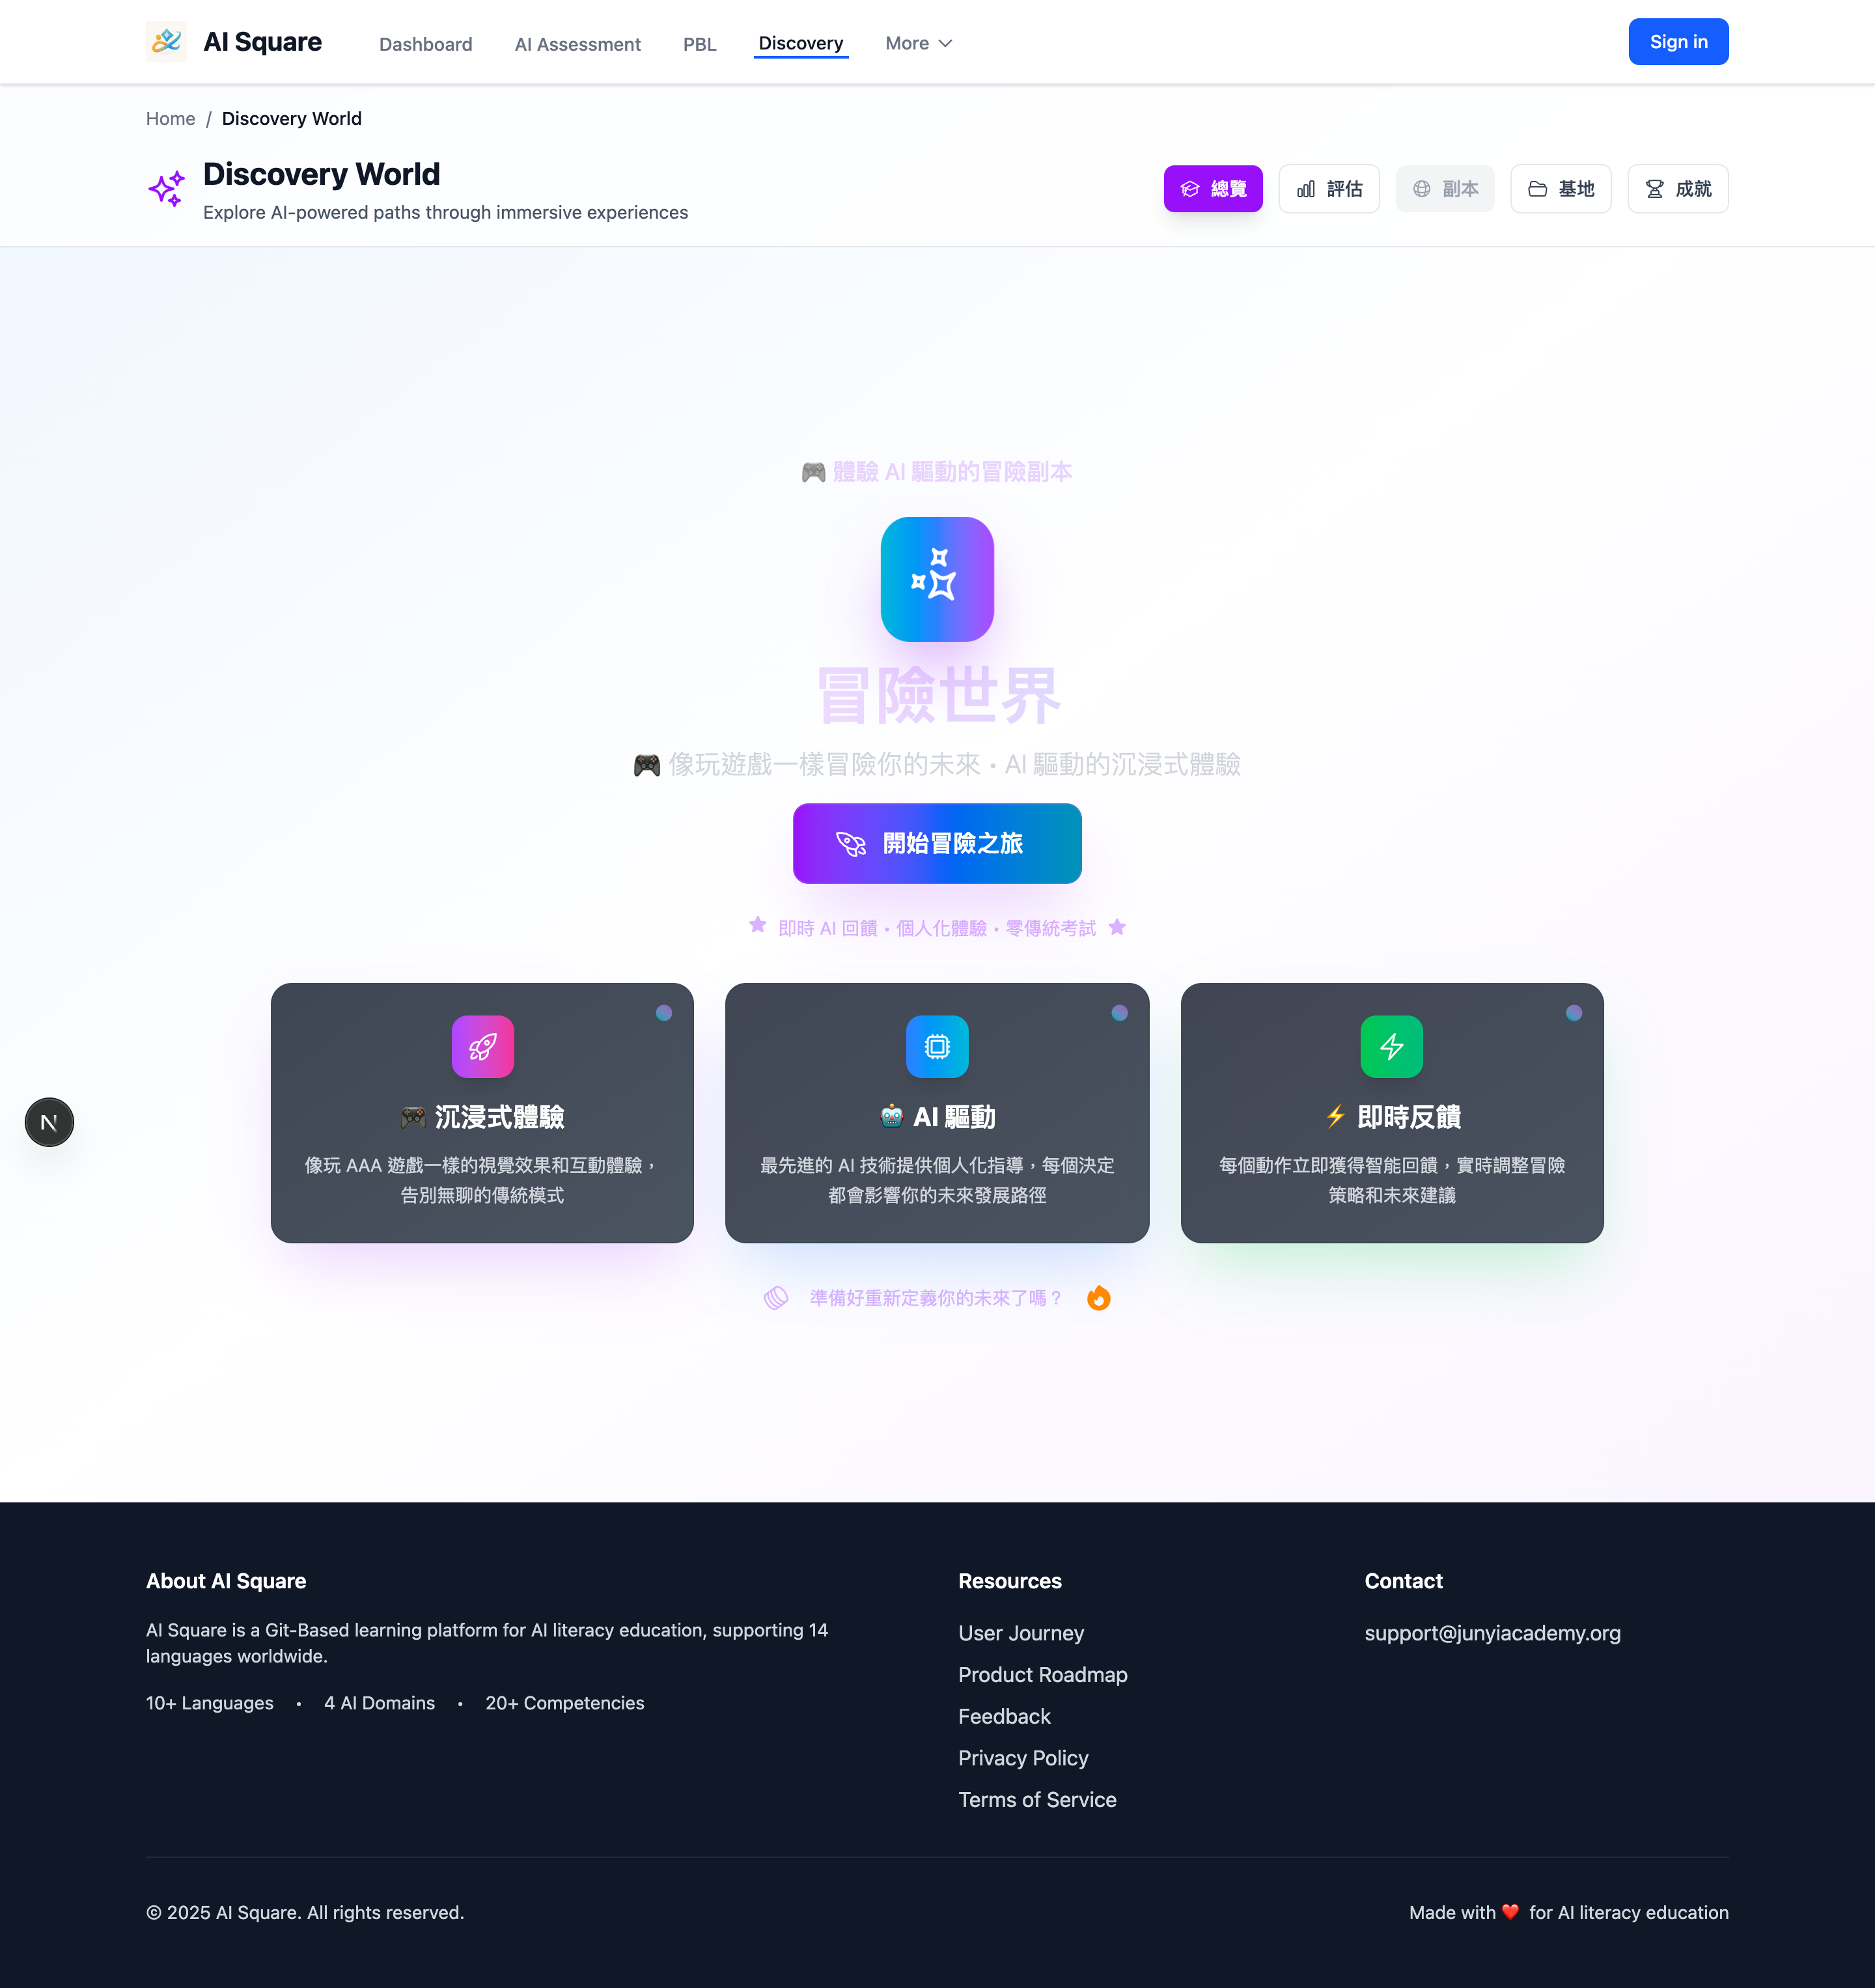 AI Square
Dashboard
AI Assessment
PBL
Discovery
More
Sign in
Home / Discovery World
Discovery World
Explore AI-powered paths through immersive experiences
總覽
評估
副本
基地
成就
🎮 體驗 AI 驅動的冒險副本
冒險世界
🎮 像玩遊戲一樣冒險你的未來・AI 驅動的沉浸式體驗
開始冒險之旅
即時 AI 回饋・個人化體驗・零傳統考試
🎮 沉浸式體驗
像玩 AAA 遊戲一樣的視覺效果和互動體驗，
告別無聊的傳統模式
🤖 AI 驅動
最先進的 AI 技術提供個人化指導，每個決定
都會影響你的未來發展路徑
⚡ 即時反饋
每個動作立即獲得智能回饋，實時調整冒險
策略和未來建議
準備好重新定義你的未來了嗎？
N
About AI Square
AI Square is a Git-Based learning platform for AI literacy education, supporting 14
languages worldwide.
10+ Languages • 4 AI Domains • 20+ Competencies
Resources
User Journey
Product Roadmap
Feedback
Privacy Policy
Terms of Service
Contact
support@junyiacademy.org
© 2025 AI Square. All rights reserved.
Made with ❤️ for AI literacy education